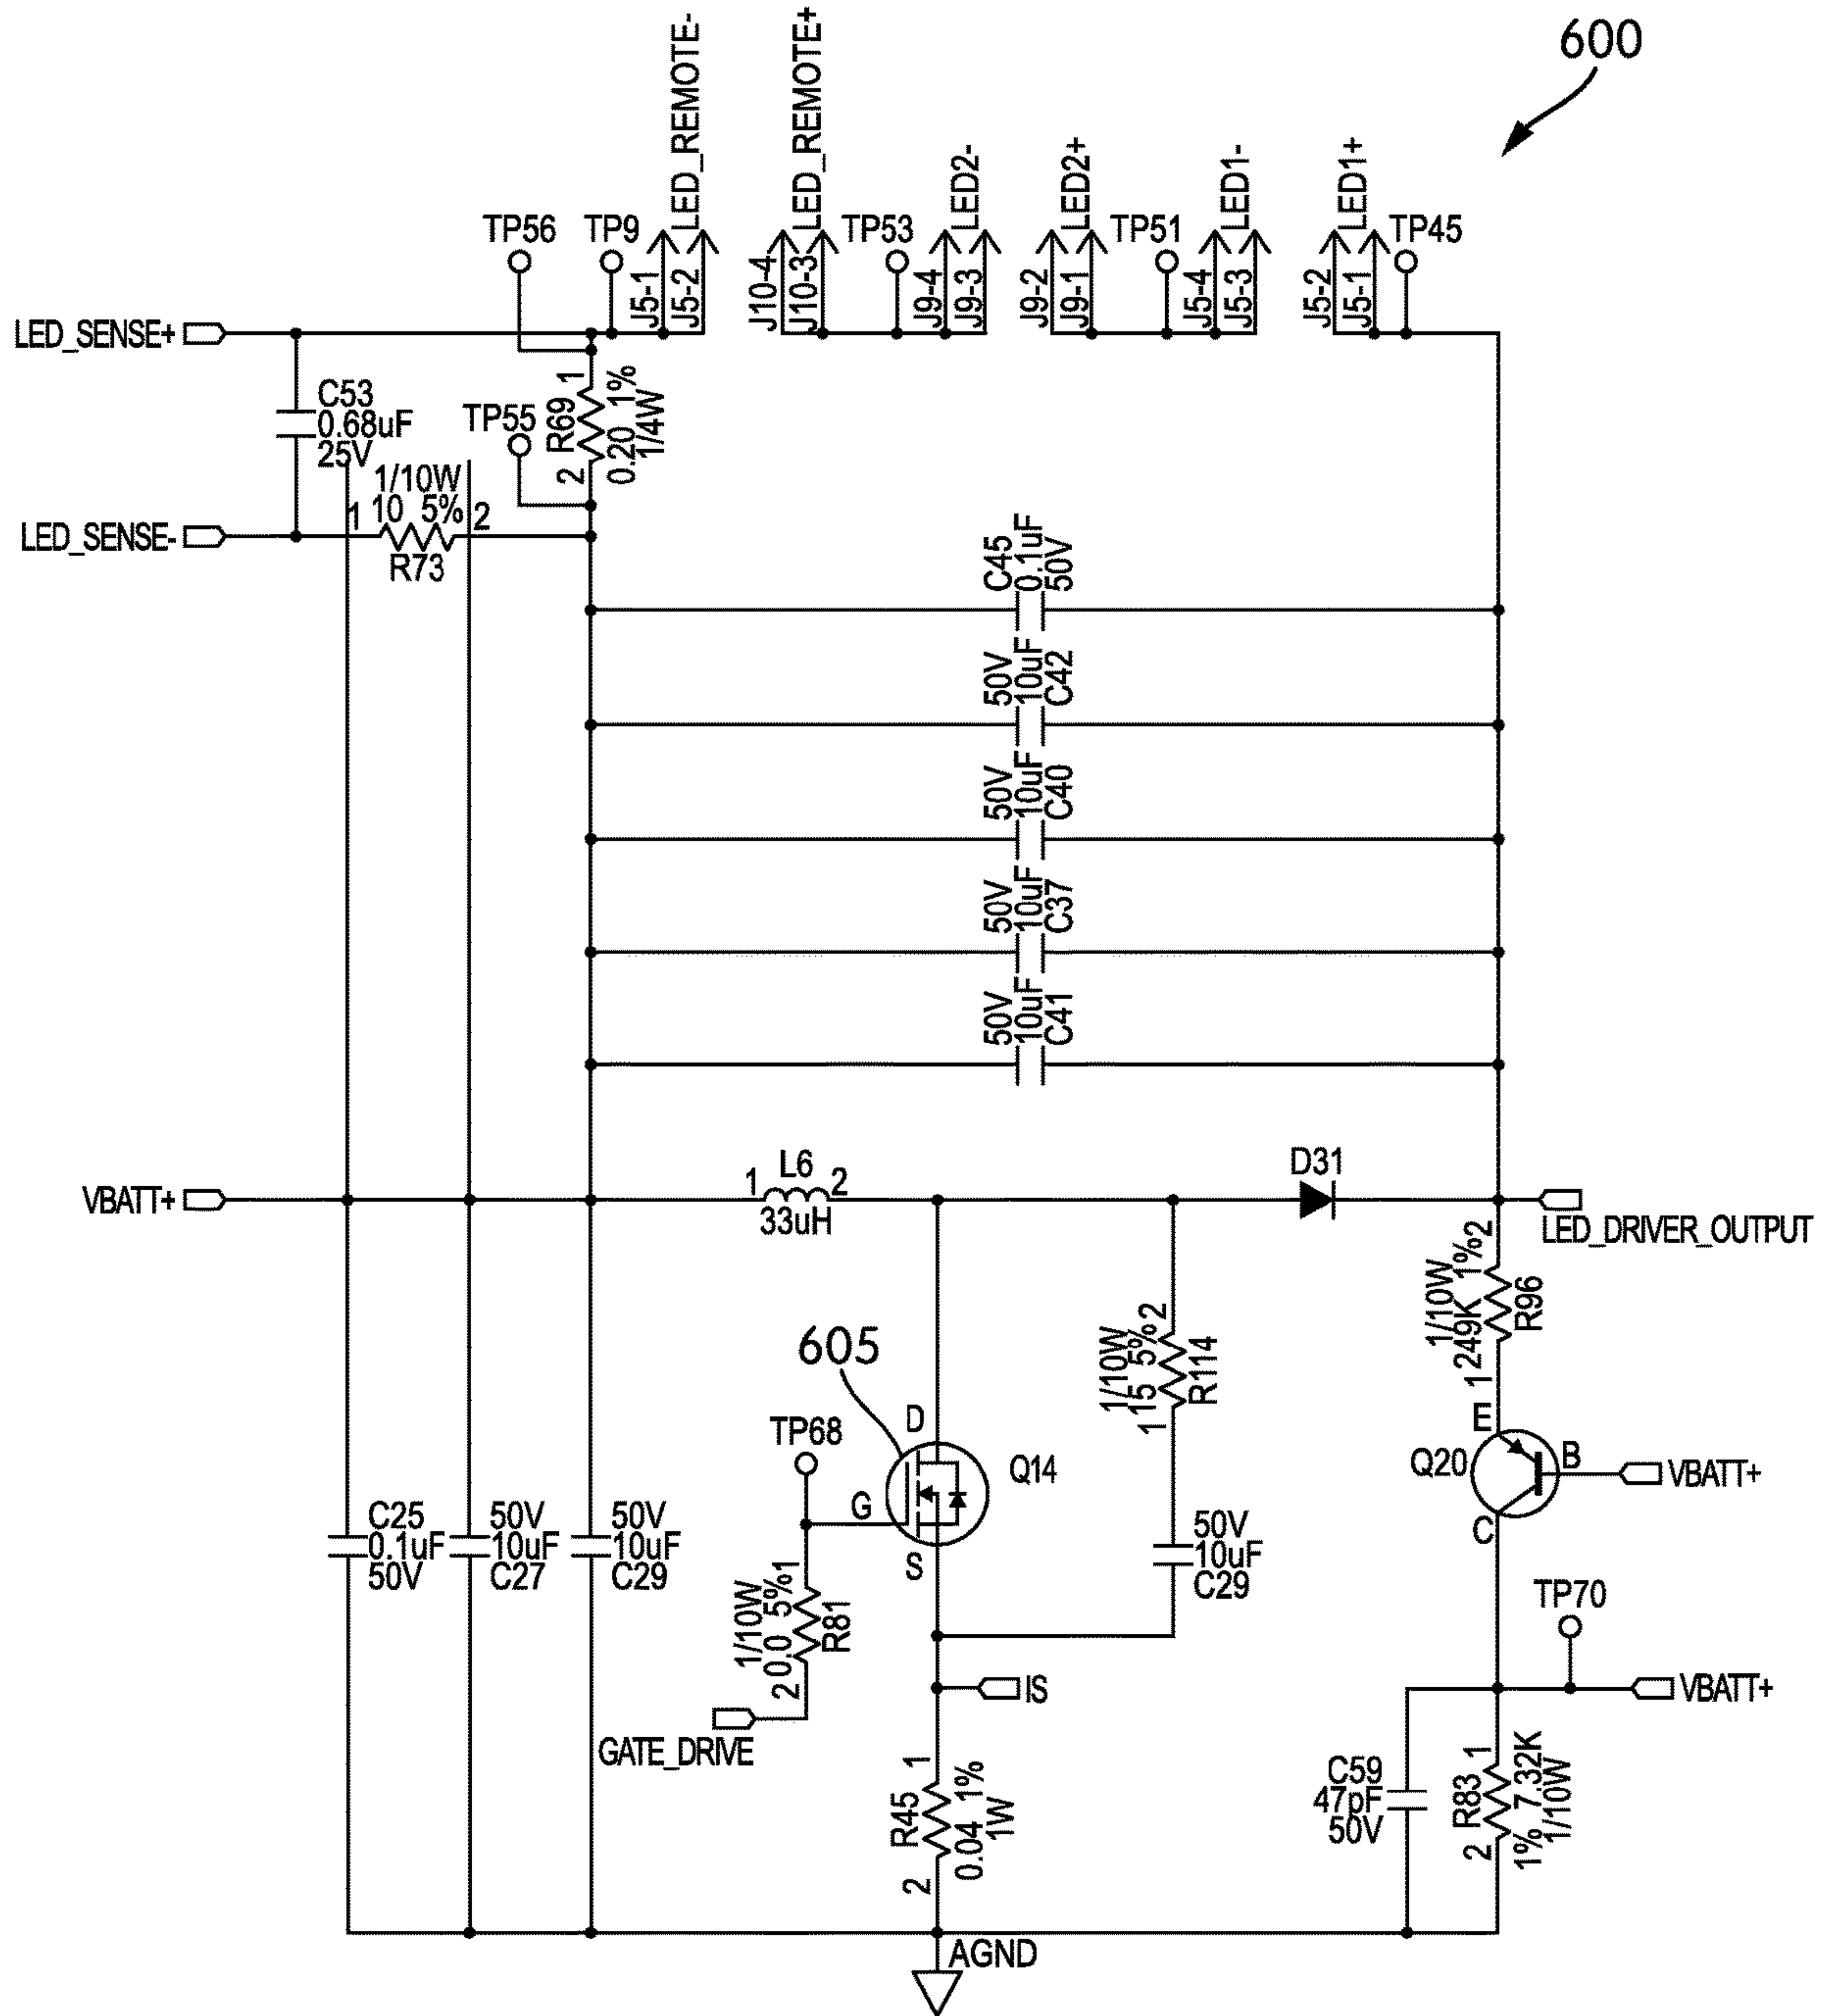 600
LED_REMOTE-
LED_REMOTE+
LED2-
LED2+
LED1-
LED1+
TP56
TP9
TP53
TP51
TP45
J5-1
J5-2
J10-4
J10-3
J9-4
J9-3
J9-2
J9-1
J5-4
J5-3
J5-2
J5-1
LED_SENSE+
C53
0.68uF
25V
TP55
1
R69
2
0.20 1%
1/4W
LED_SENSE-
1/10W
1 10 5% 2
R73
C45
0.1uF
50V
50V
10uF
C42
50V
10uF
C40
50V
10uF
C37
50V
10uF
C41
VBATT+
1 L6 2
33uH
D31
LED_DRIVER_OUTPUT
1/10W
1 249K 1% 2
R96
605
1/10W
1 15 5% 2
R114
TP68
D
G
S
Q14
E
Q20
B
VBATT+
C
C25
0.1uF
50V
50V
10uF
C27
50V
10uF
C29
50V
10uF
C29
1/10W
2 0.0 5% 1
R81
TP70
IS
VBATT+
GATE_DRIVE
1
R45
2
0.04 1%
1W
C59
47pF
50V
1
R83
2
1% 7.32K
1/10W
AGND